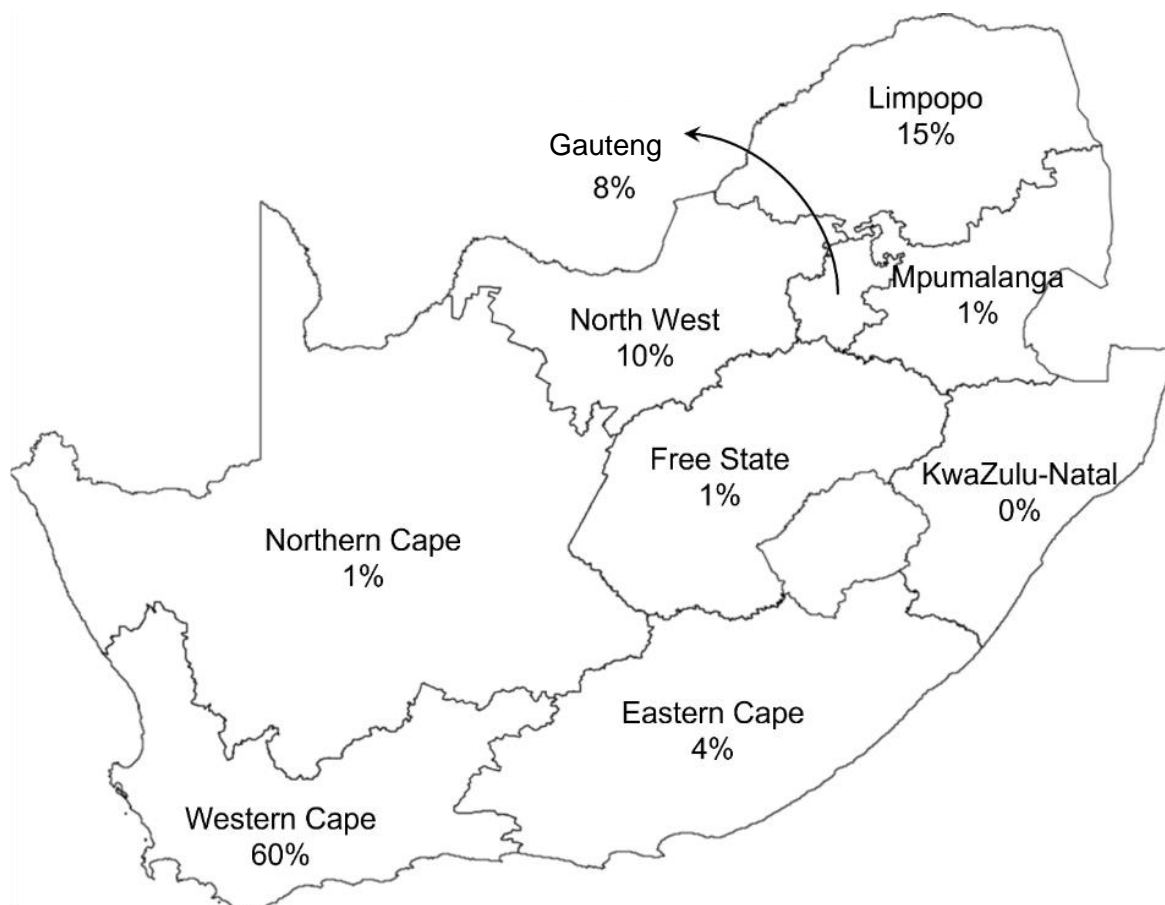 Limpopo
15%
Gauteng
8%
Mpumalanga
1%
North West
10%
Free State
1%
KwaZulu-Natal
0%
Northern Cape
1%
Eastern Cape
4%
Western Cape
60%